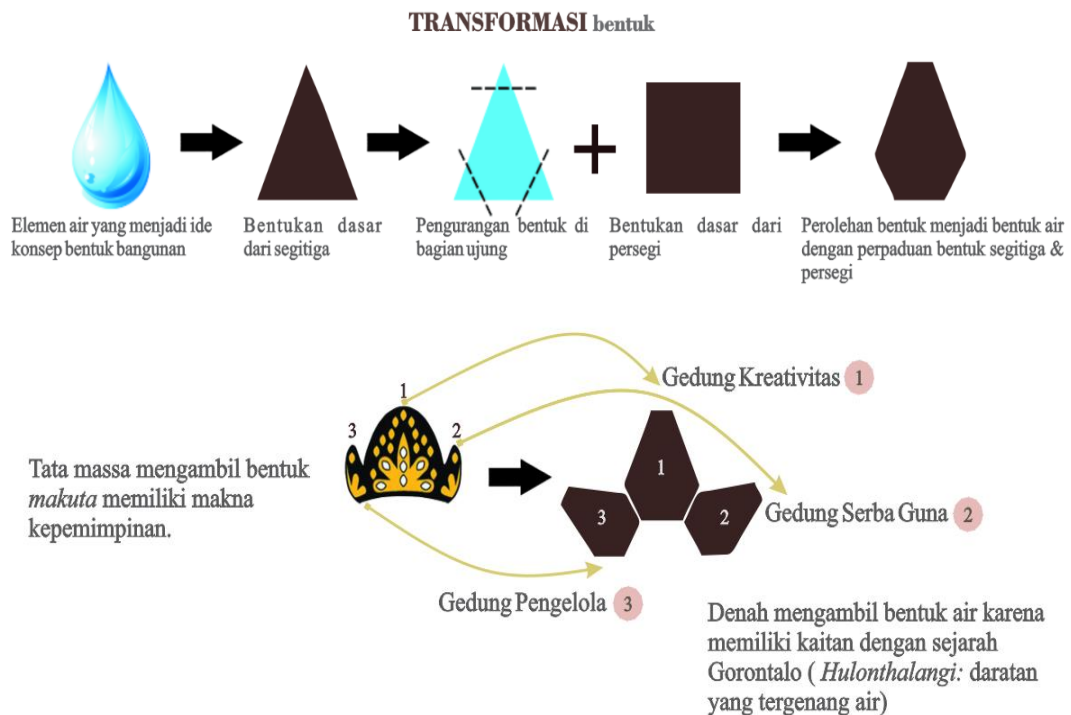 TRANSFORMASI bentuk
Elemen air yang menjadi ide
konsep bentuk bangunan
Bentukan dasar
dari segitiga
Pengurangan bentuk di
bagian ujung
Bentukan dasar dari
persegi
Perolehan bentuk menjadi bentuk air
dengan perpaduan bentuk segitiga &
persegi
Tata massa mengambil bentuk
makuta memiliki makna
kepemimpinan.
1
2
3
Gedung Kreativitas 1
1
2
3
Gedung Serba Guna 2
Gedung Pengelola 3
Denah mengambil bentuk air karena
memiliki kaitan dengan sejarah
Gorontalo ( Hulonthalangi: daratan
yang tergenang air)